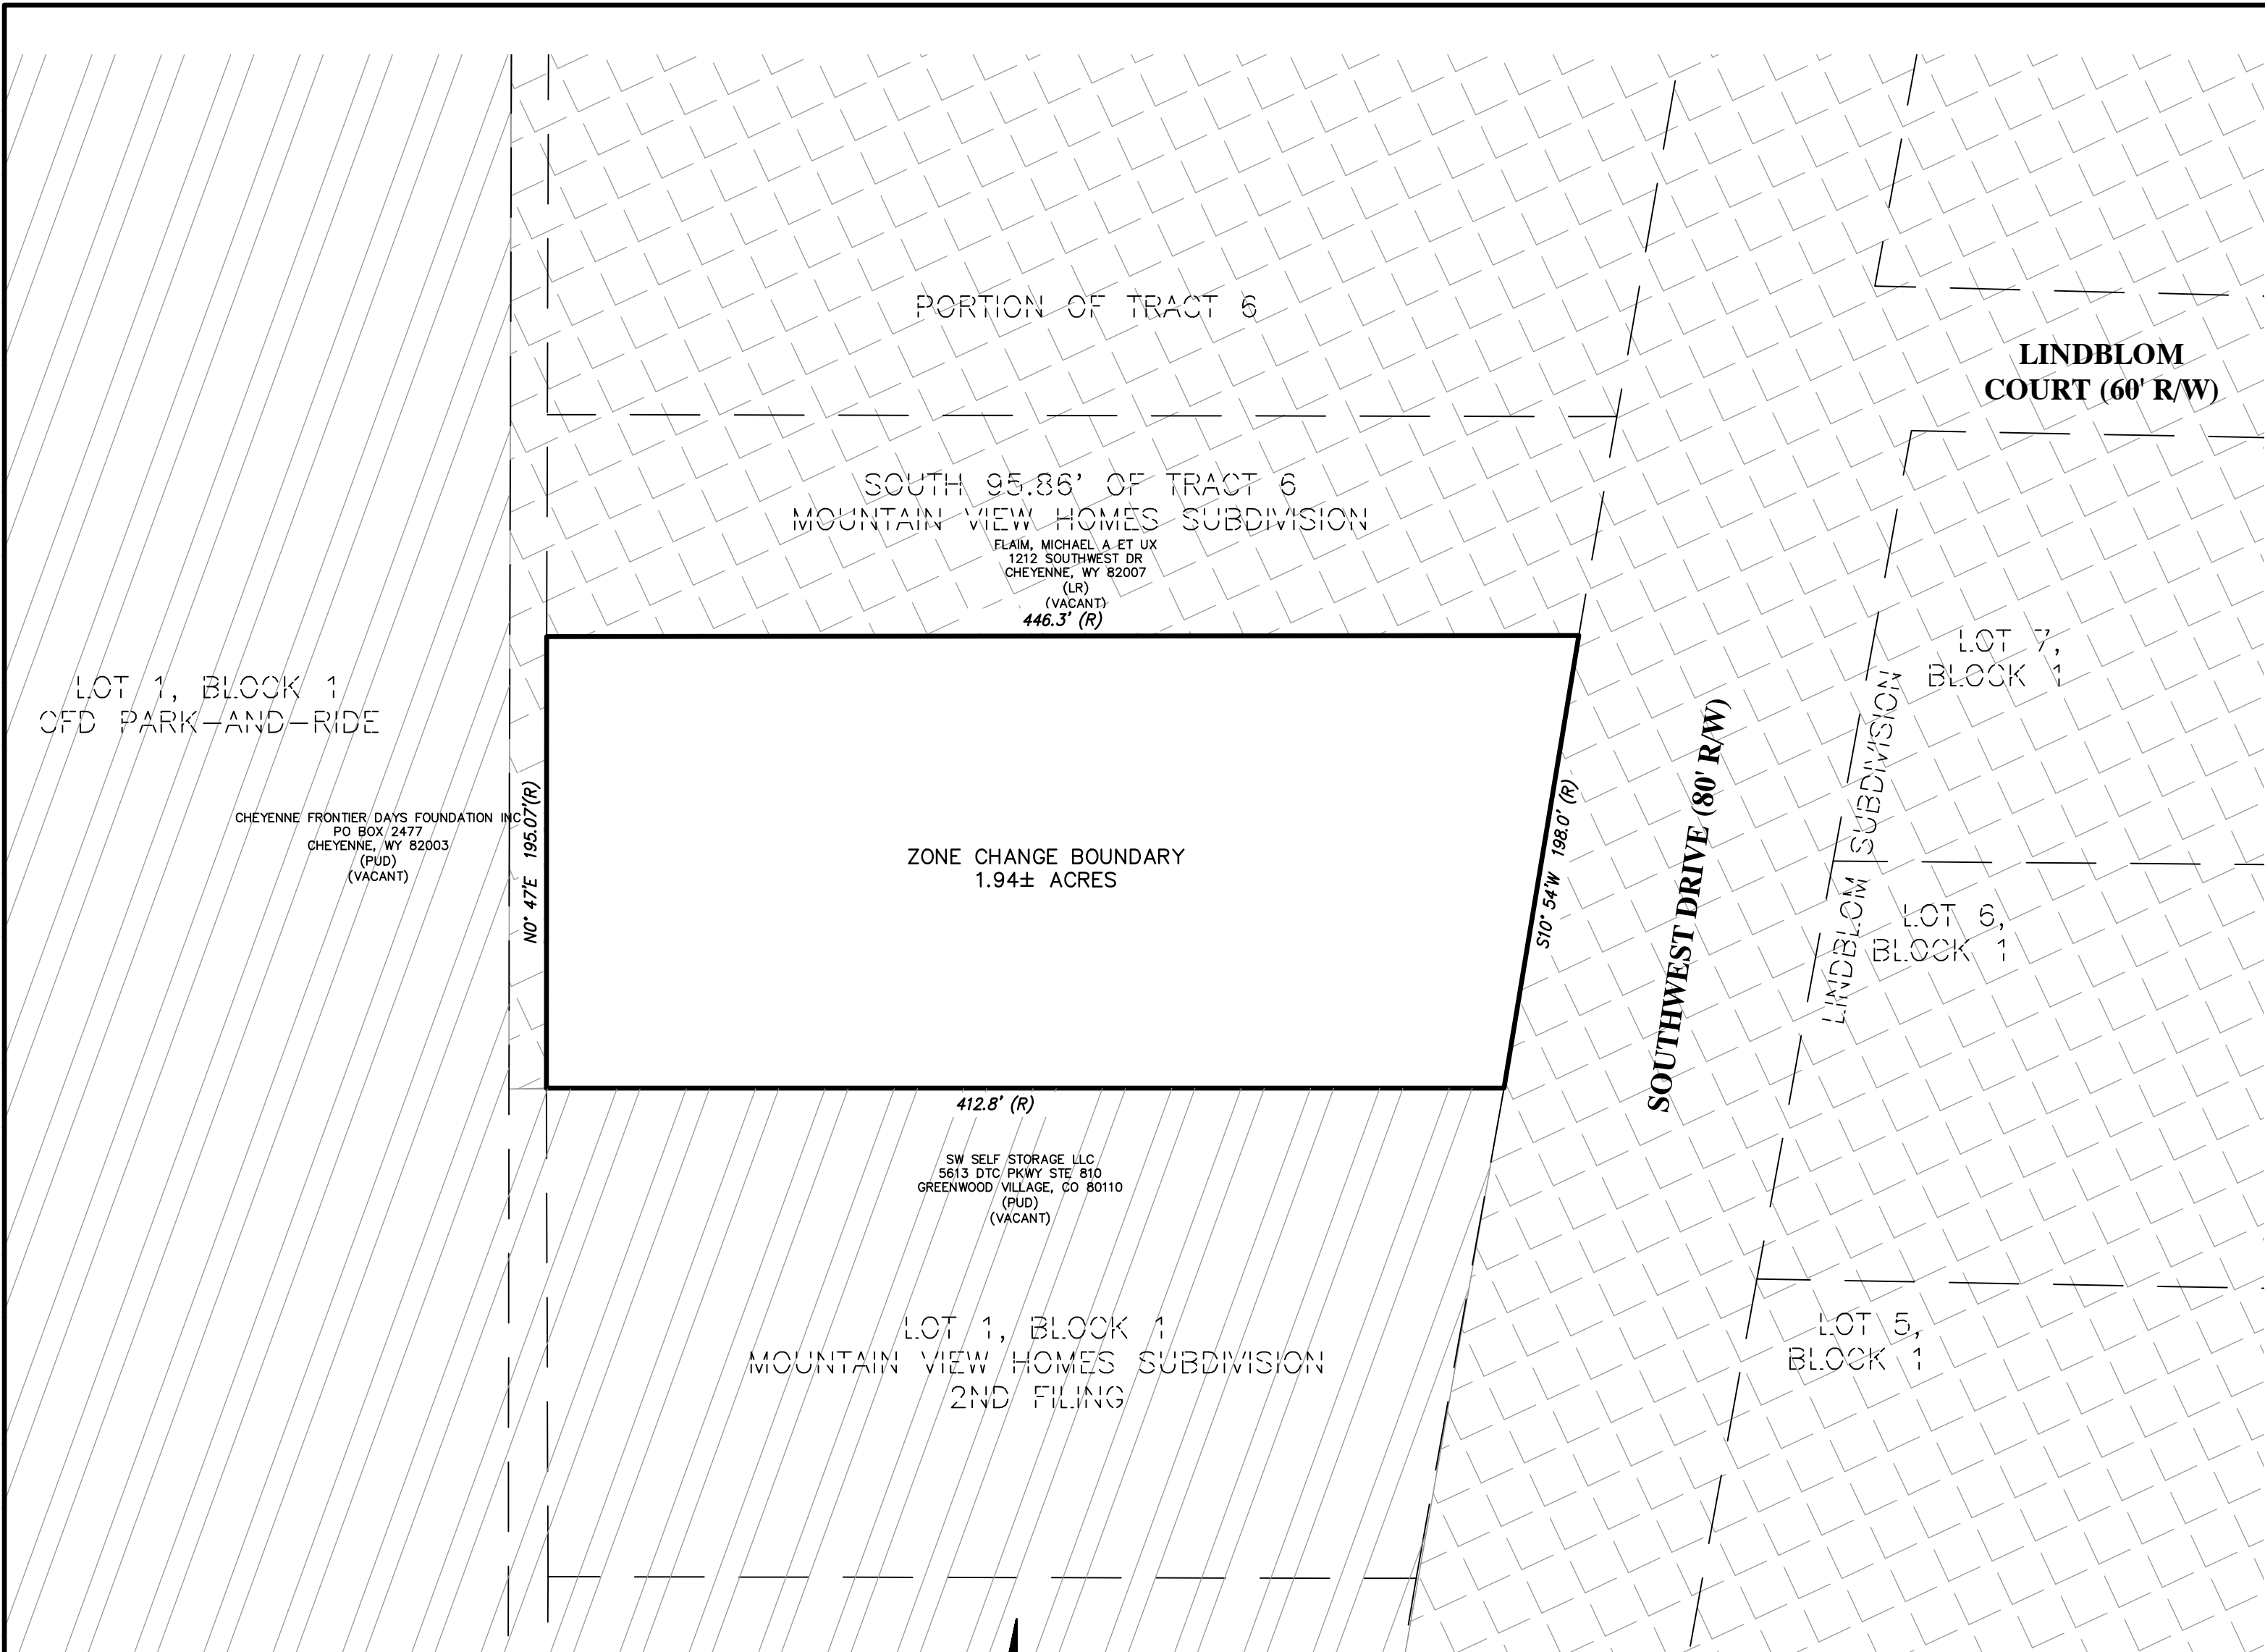 PORTION OF TRACT 6
LINDBLOM
COURT (60' R/W)
SOUTH 95.86' OF TRACT 6
MOUNTAIN VIEW HOMES SUBDIVISION
FLAIM, MICHAEL A ET UX
1212 SOUTHWEST DR
CHEYENNE, WY 82007
(LR)
(VACANT)
446.3' (R)
LOT 7,
BLOCK 1
LOT 1, BLOCK 1
CFD PARK-AND-RIDE
CHEYENNE FRONTIER DAYS FOUNDATION INC
PO BOX 2477
CHEYENNE, WY 82003
(PUD)
(VACANT)
N0° 47'E 195.07'(R)
ZONE CHANGE BOUNDARY
1.94± ACRES
S10° 54'W 198.0' (R)
SOUTHWEST DRIVE (80' R/W)
LINDBLOM SUBDIVISION
LOT 6,
BLOCK 1
412.8' (R)
SW SELF STORAGE LLC
5613 DTC PKWY STE 810
GREENWOOD VILLAGE, CO 80110
(PUD)
(VACANT)
LOT 1, BLOCK 1
MOUNTAIN VIEW HOMES SUBDIVISION
2ND FILING
LOT 5,
BLOCK 1